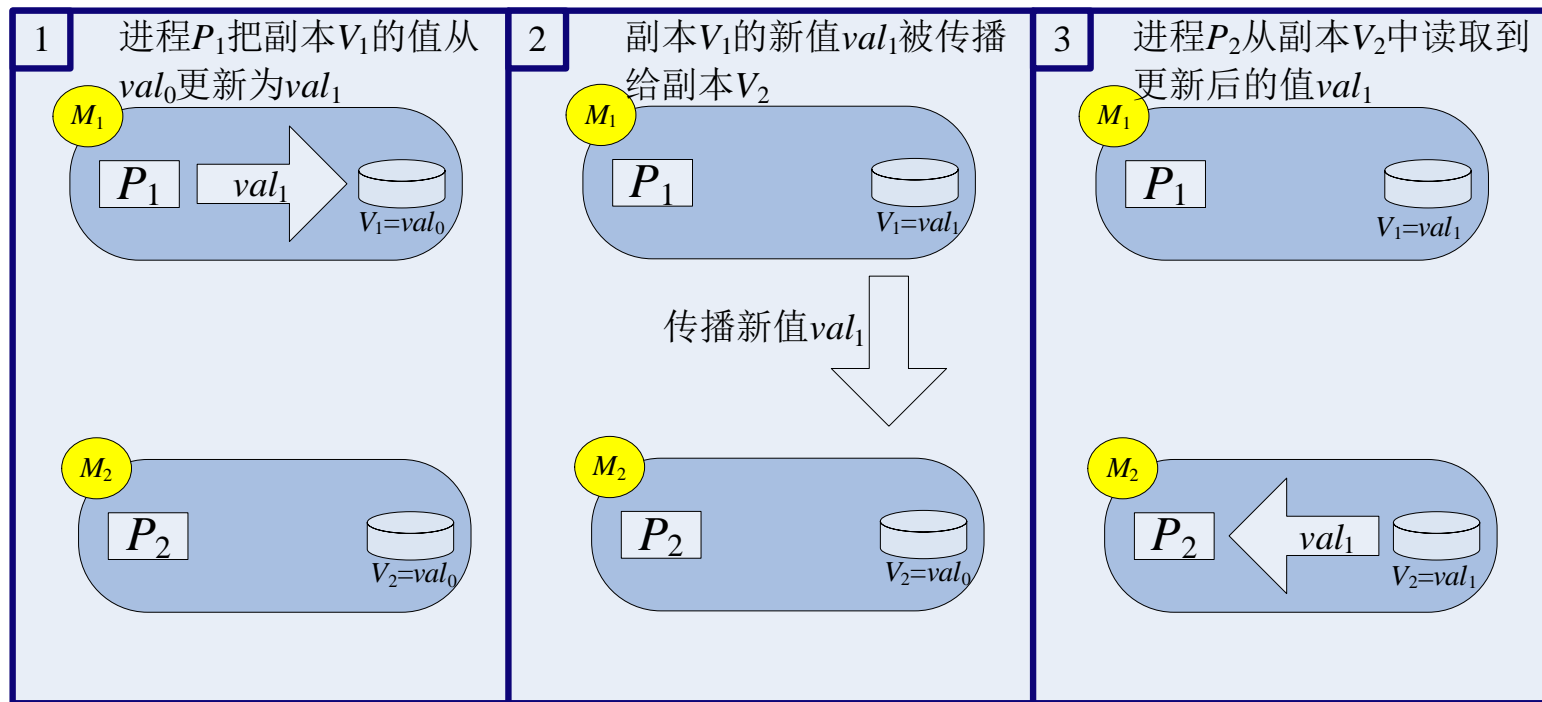 1
进程P₁把副本V₁的值从
val₀更新为val₁
M₁
P₁
val₁
V₁=val₀
M₂
P₂
V₂=val₀
2
副本V₁的新值val₁被传播
给副本V₂
M₁
P₁
V₁=val₁
传播新值val₁
M₂
P₂
V₂=val₀
3
进程P₂从副本V₂中读取到
更新后的值val₁
M₁
P₁
V₁=val₁
M₂
P₂
val₁
V₂=val₁